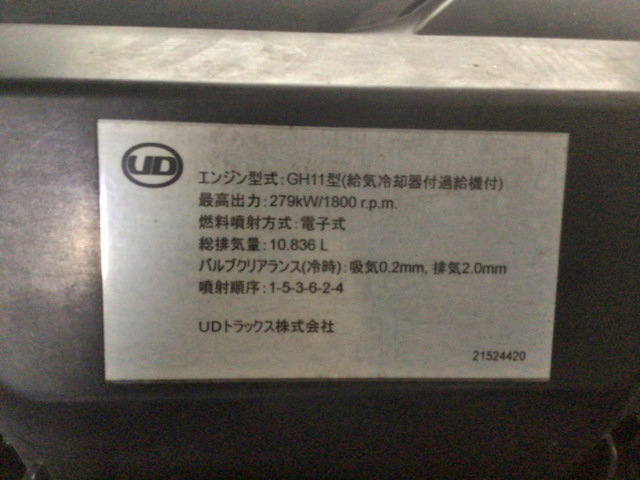 UD
エンジン型式:GH11型(給気冷却器付過給機付)
最高出力:279kW/1800 r.p.m.
燃料噴射方式:電子式
総排気量:10.836 L
バルブクリアランス(冷時):吸気0.2mm, 排気2.0mm
噴射順序:1-5-3-6-2-4
UDトラックス株式会社
21524420